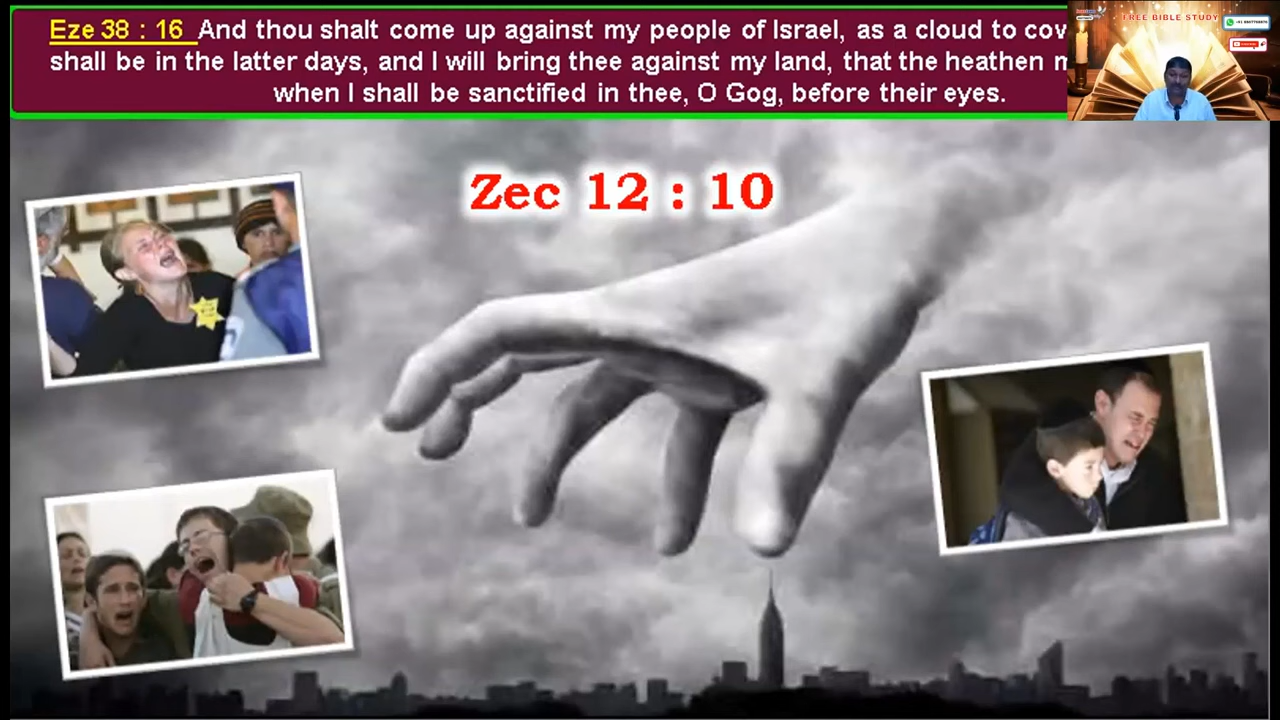 Eze 38 : 16 And thou shalt come up against my people of Israel, as a cloud to cov
shall be in the latter days, and I will bring thee against my land, that the heathen m
when I shall be sanctified in thee, O Gog, before their eyes.
FREE BIBLE STUDY
Zec 12 : 10